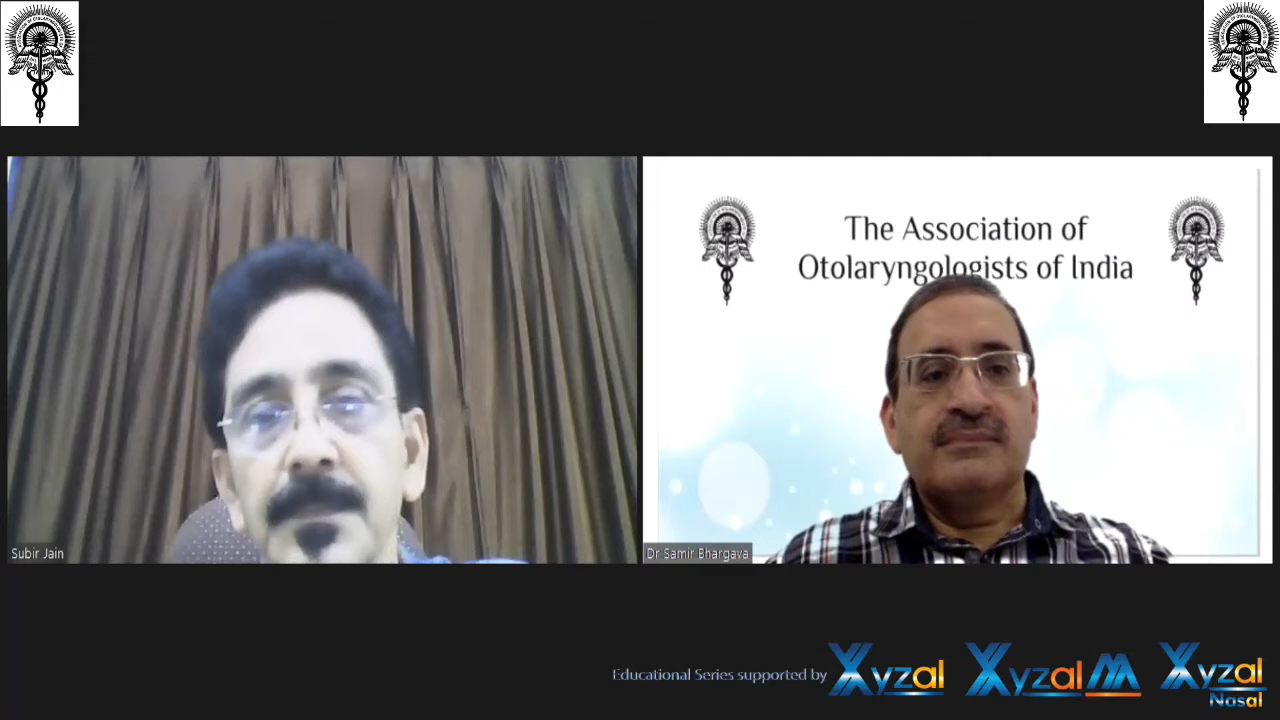 The Association of
Otolaryngologists of India
Subir Jain
Dr Samir Bhargava
Educational Series supported by
Xyzal
Xyzal M
Xyzal
Nasal